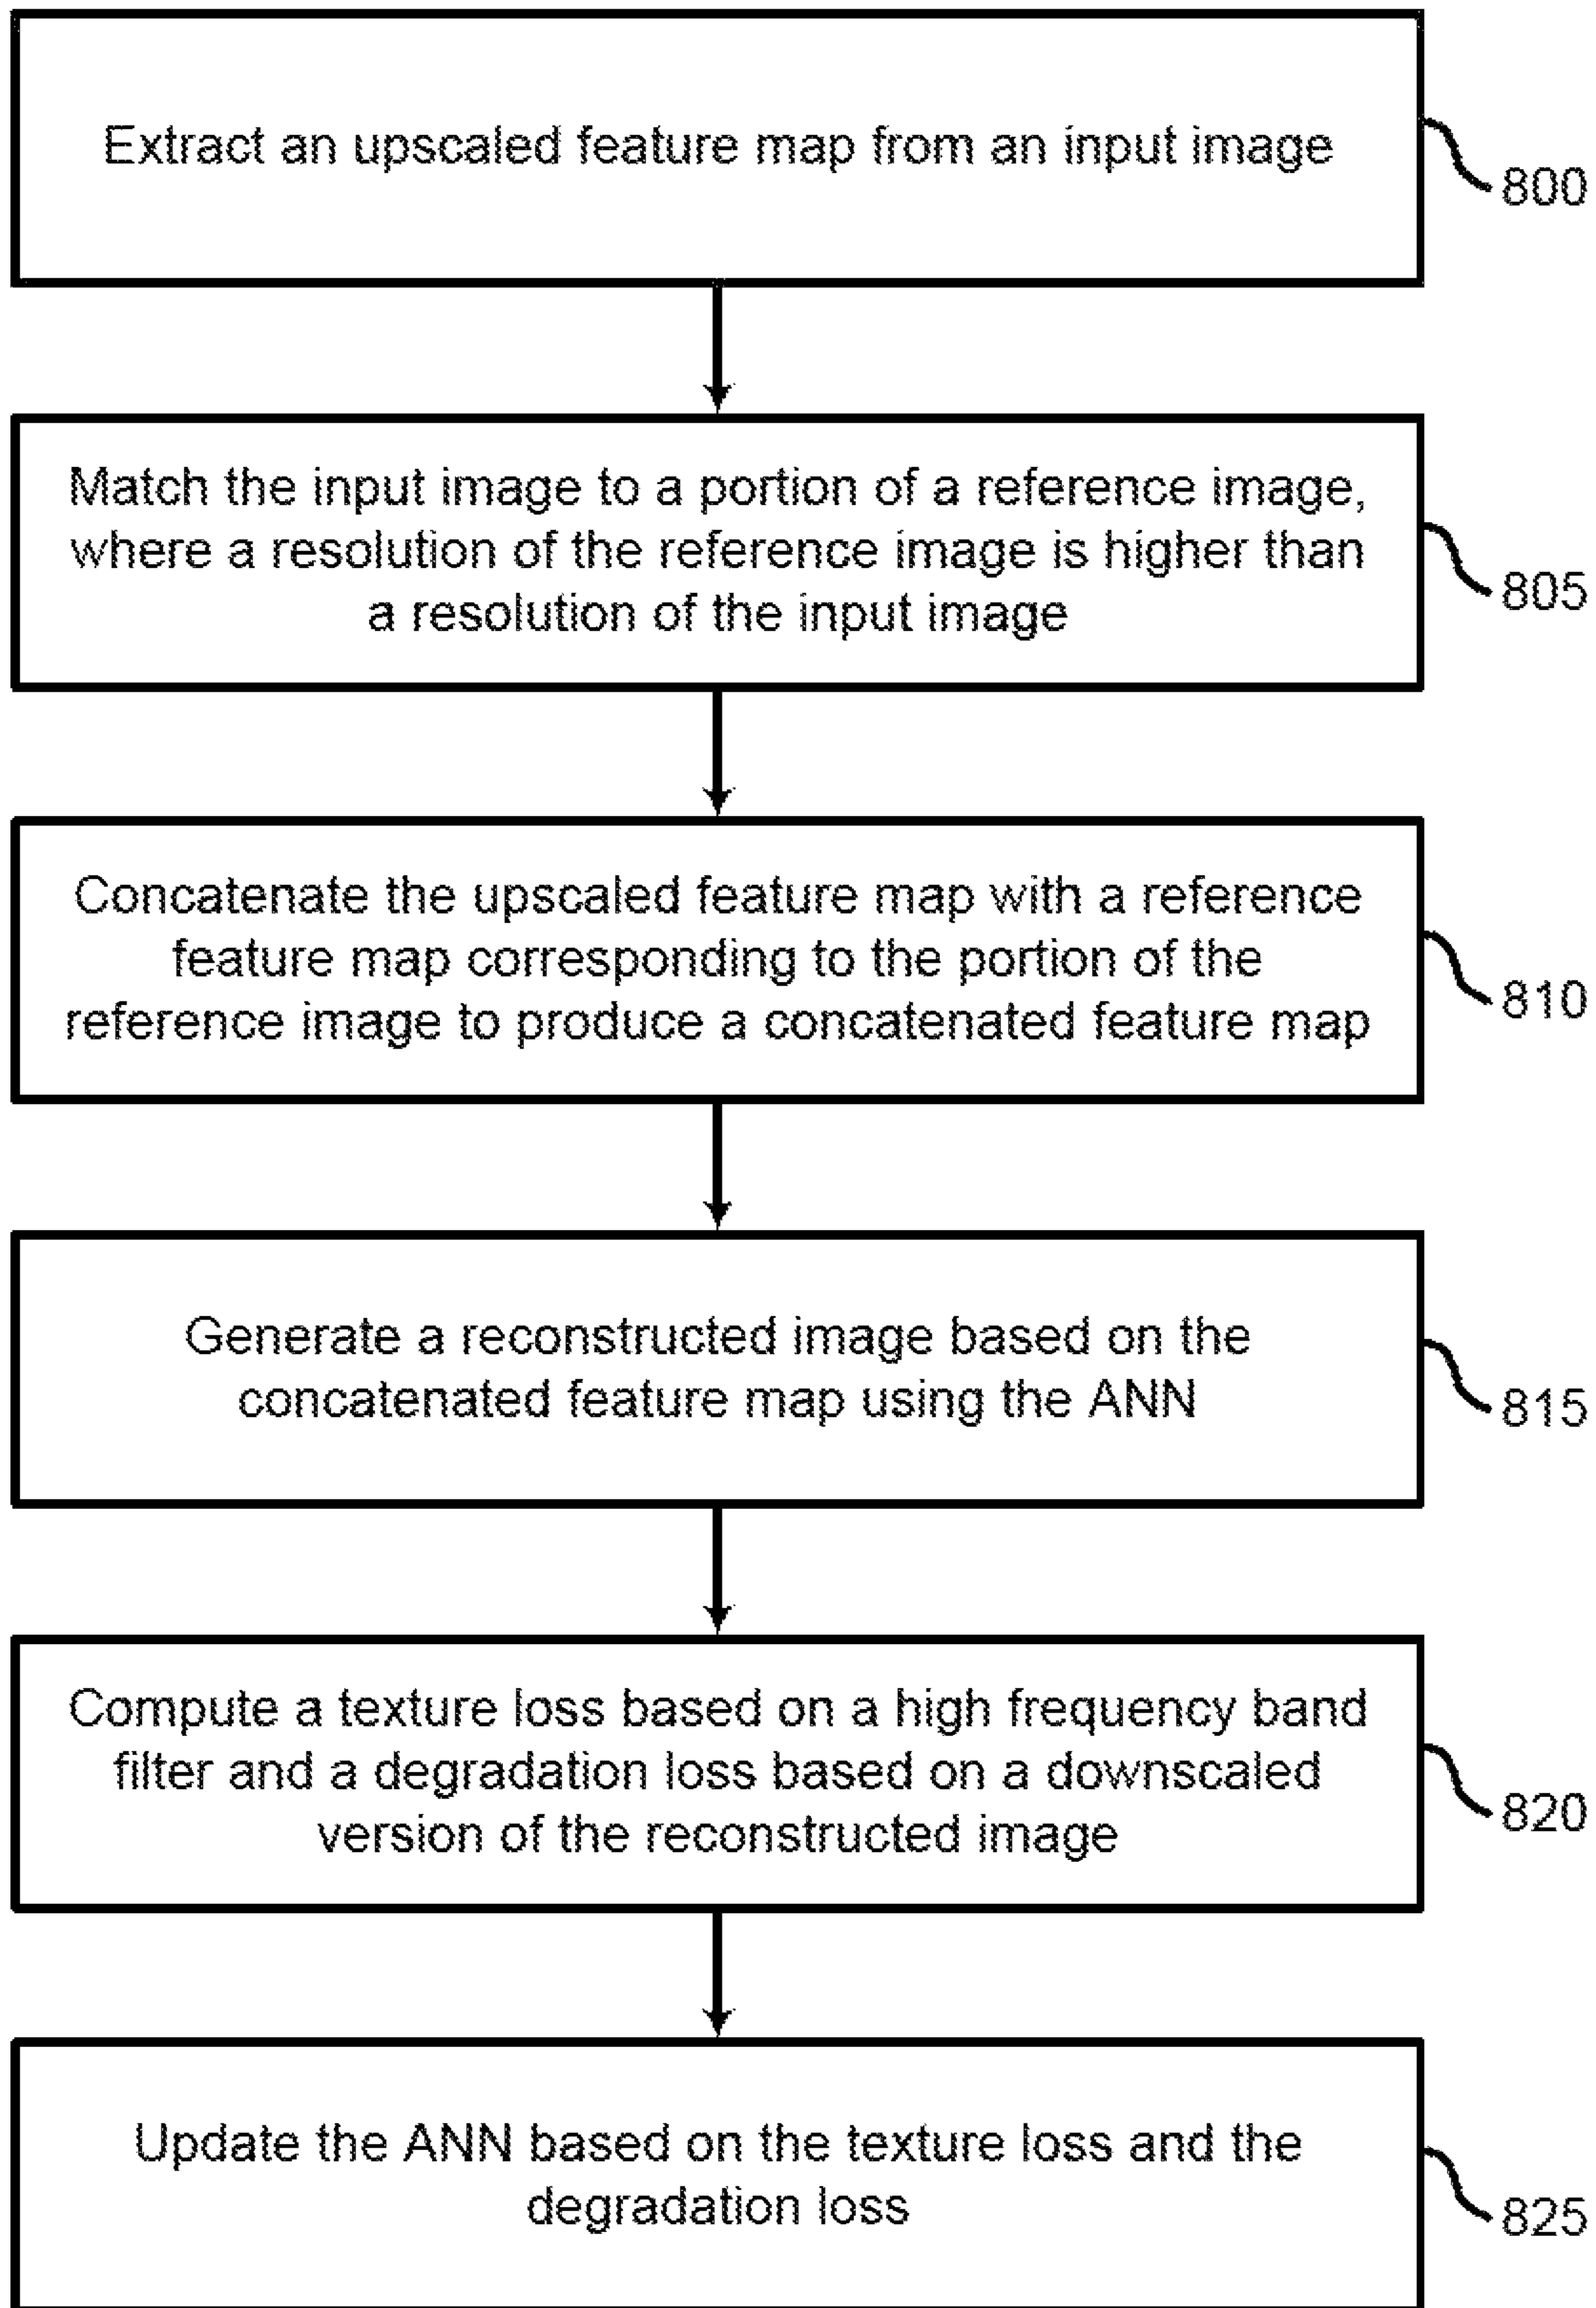 Extract an upscaled feature map from an input image
800
Match the input image to a portion of a reference image,
where a resolution of the reference image is higher than
a resolution of the input image
805
Concatenate the upscaled feature map with a reference
feature map corresponding to the portion of the
reference image to produce a concatenated feature map
810
Generate a reconstructed image based on the
concatenated feature map using the ANN
815
Compute a texture loss based on a high frequency band
filter and a degradation loss based on a downscaled
version of the reconstructed image
820
Update the ANN based on the texture loss and the
degradation loss
825